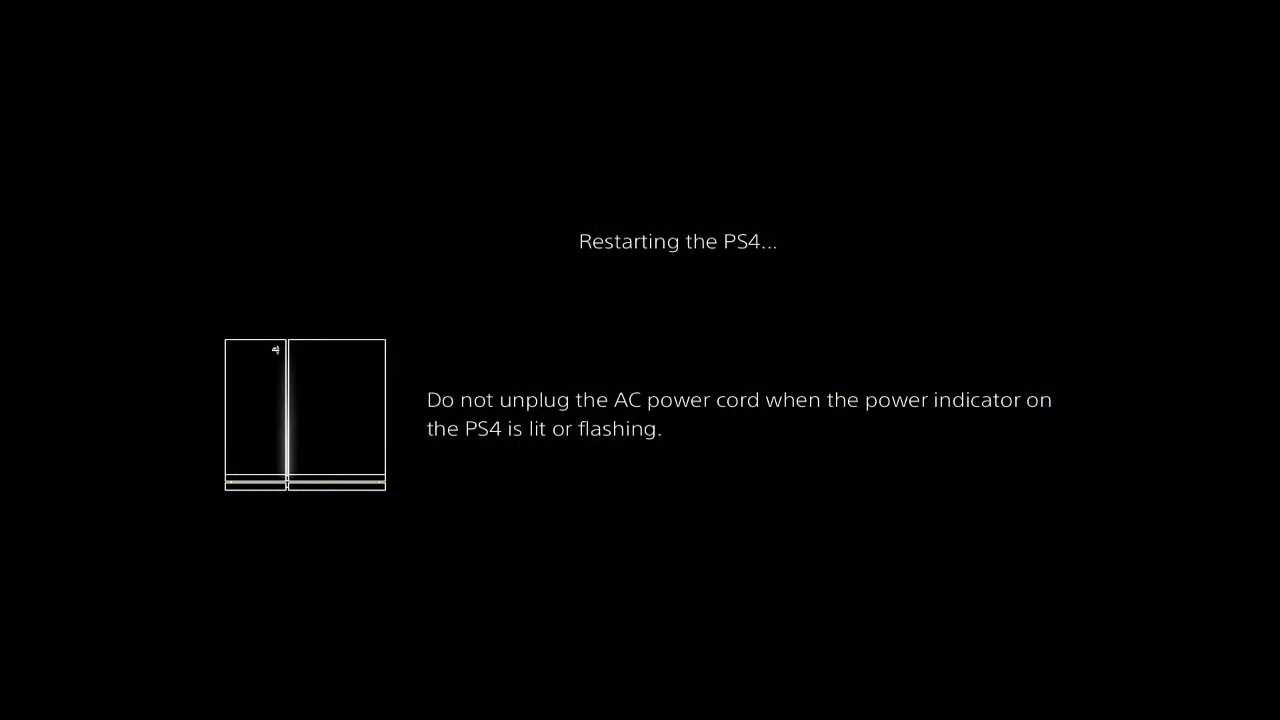 Restarting the PS4...
Do not unplug the AC power cord when the power indicator on
the PS4 is lit or flashing.